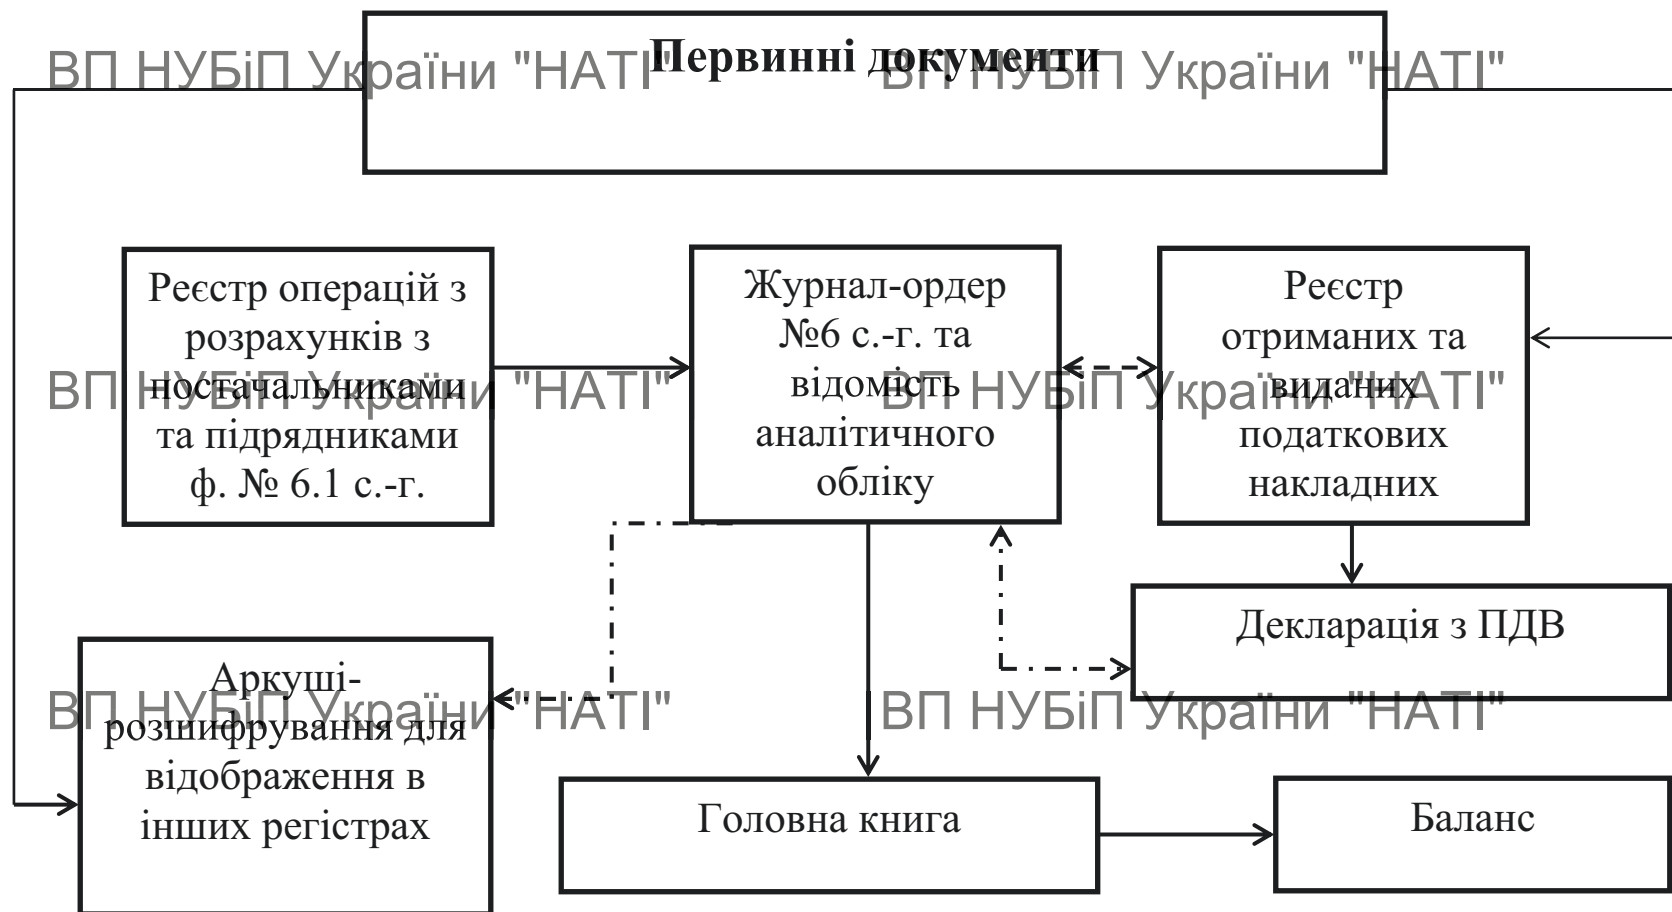 Первинні документи
ВП НУБіП України "НАТІ" ВП НУБіП України "НАТІ"
Реєстр операцій з
розрахунків з
постачальниками
та підрядниками
ф. № 6.1 с.-г.
Журнал-ордер
№6 с.-г. та
відомість
аналітичного
обліку
Реєстр
отриманих та
виданих
податкових
накладних
ВП НУБіП України "НАТІ" ВП НУБіП України "НАТІ"
Декларація з ПДВ
Аркуші-
розшифрування для
відображення в
інших регістрах
ВП НУБіП України "НАТІ" ВП НУБіП України "НАТІ"
Головна книга
Баланс